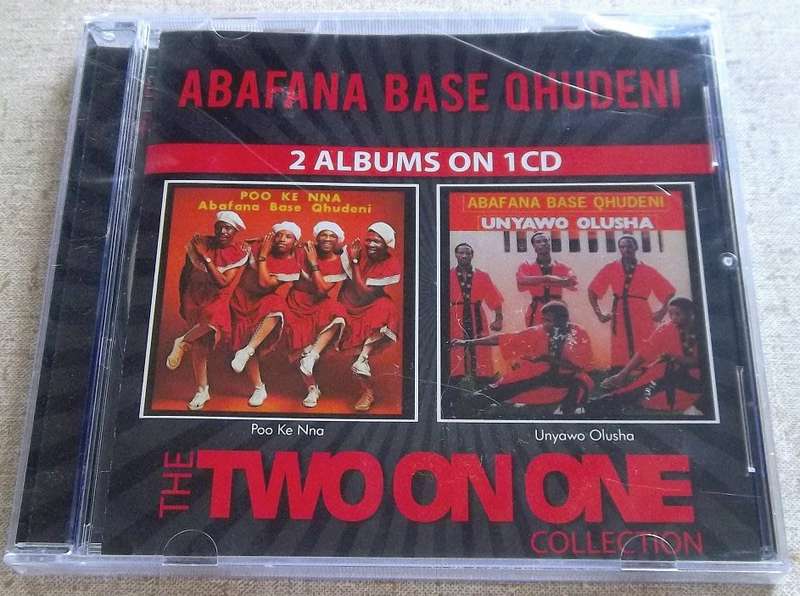 ABAFANA BASE QHUDENI
2 ALBUMS ON 1CD
POO KE NNA
Abafana Base Qhudeni
ABAFANA BASE QHUDENI
UNYAWO OLUSHA
Poo Ke Nna
Unyawo Olusha
THE TWO ON ONE
COLLECTION